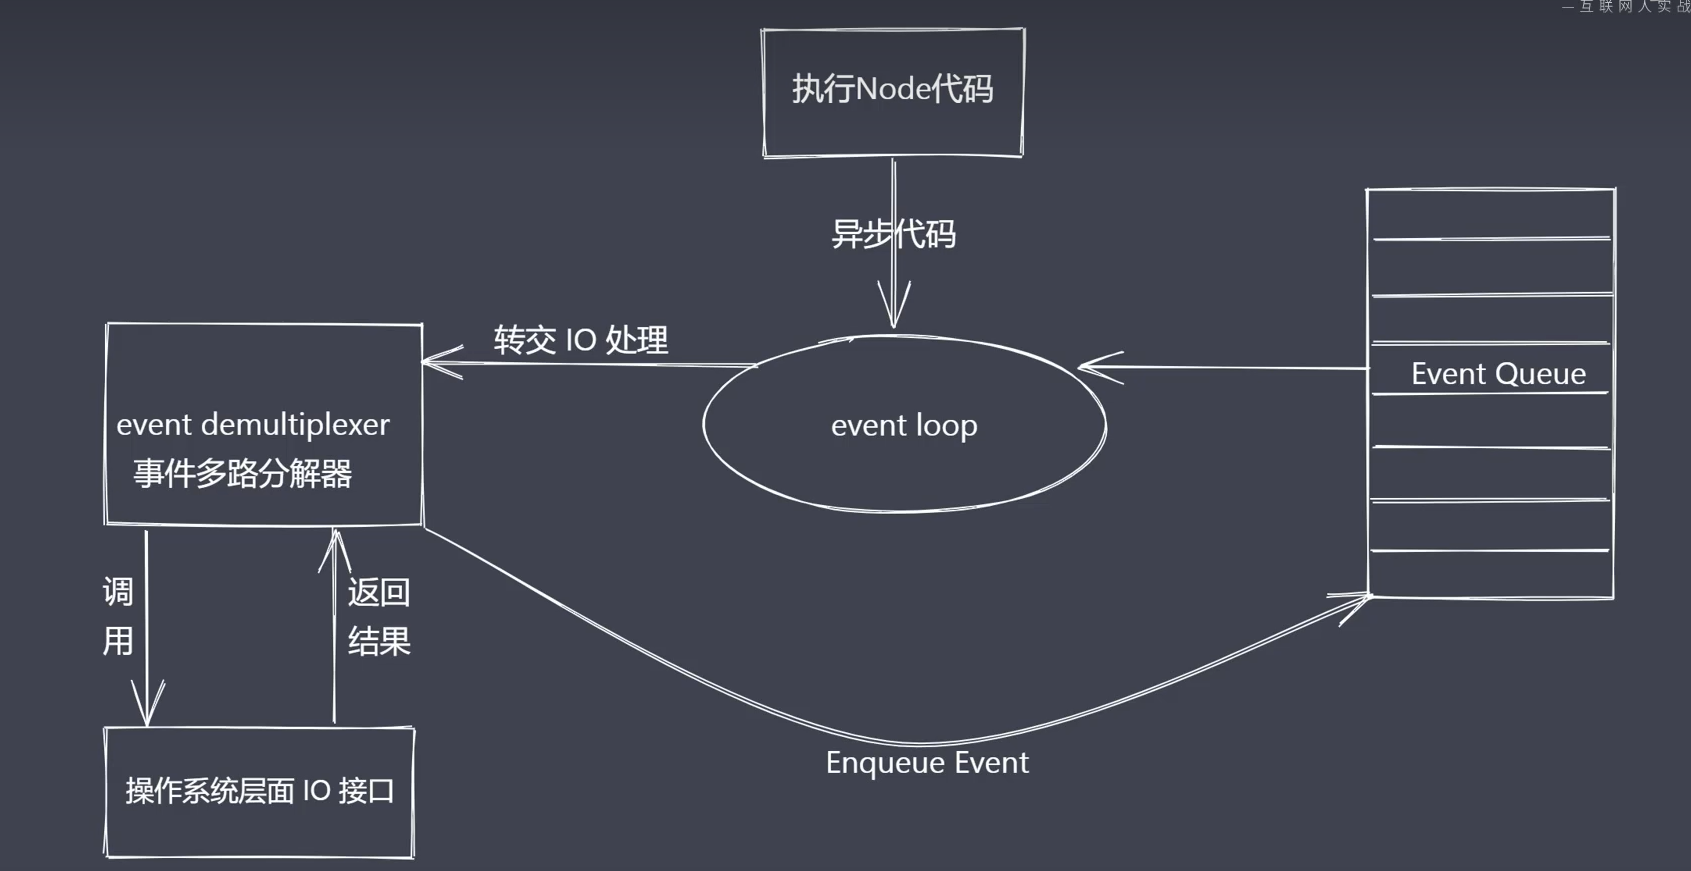 —互联网人实战
执行Node代码
异步代码
转交 IO 处理
Event Queue
event demultiplexer
事件多路分解器
event loop
调
用
返回
结果
Enqueue Event
操作系统层面 IO 接口